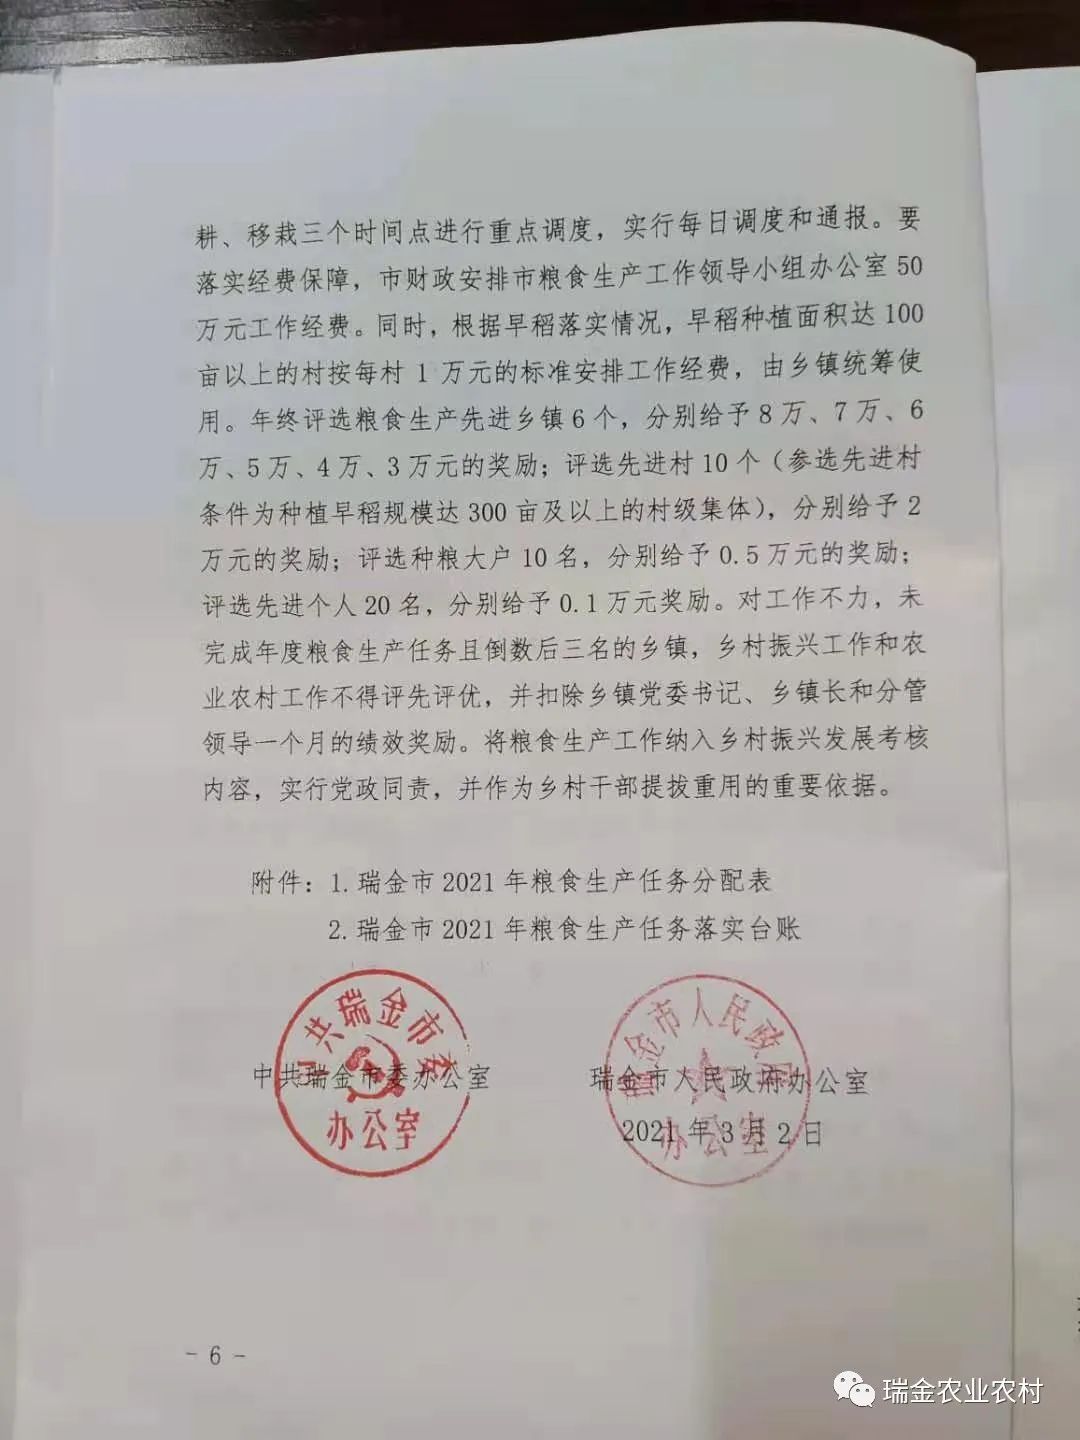 耕、移栽三个时间点进行重点调度，实行每日调度和通报。要
落实经费保障，市财政安排市粮食生产工作领导小组办公室 50
万元工作经费。同时，根据早稻落实情况，早稻种植面积达 100
亩以上的村按每村 1 万元的标准安排工作经费，由乡镇统筹使
用。年终评选粮食生产先进乡镇 6 个，分别给予 8 万、7 万、6
万、5 万、4 万、3 万元的奖励；评选先进村 10 个（参选先进村
条件为种植早稻规模达 300 亩及以上的村级集体），分别给予 2
万元的奖励；评选种粮大户 10 名，分别给予 0.5 万元的奖励；
评选先进个人 20 名，分别给予 0.1 万元奖励。对工作不力，未
完成年度粮食生产任务且倒数后三名的乡镇，乡村振兴工作和农
业农村工作不得评先评优，并扣除乡镇党委书记、乡镇长和分管
领导一个月的绩效奖励。将粮食生产工作纳入乡村振兴发展考核
内容，实行党政同责，并作为乡村干部提拔重用的重要依据。
附件：1. 瑞金市 2021 年粮食生产任务分配表
2. 瑞金市 2021 年粮食生产任务落实台账
中共瑞金市委
办公室
瑞金市人民政府
办公室
中共瑞金市委办公室
瑞金市人民政府办公室
2021 年 3 月 2 日
- 6 -
瑞金农业农村